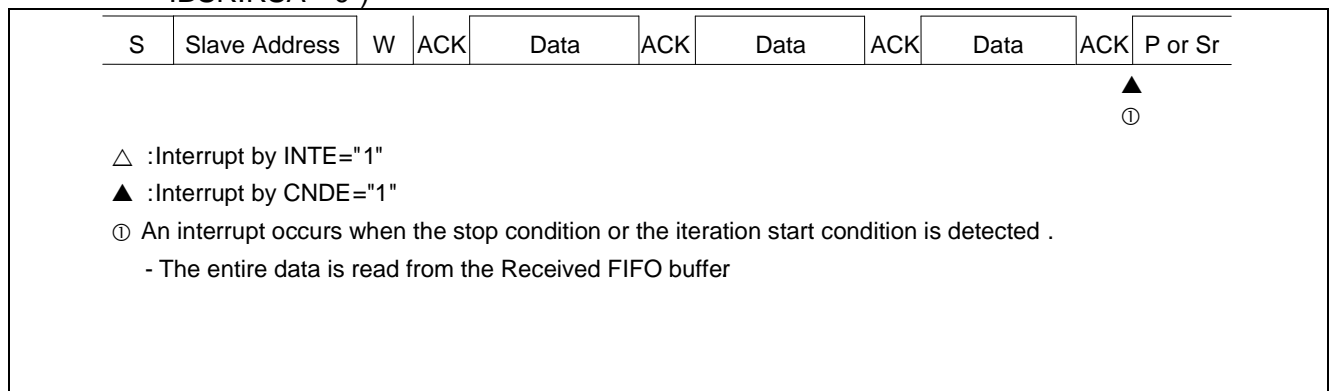 S Slave Address W ACK Data ACK Data ACK Data ACK P or Sr
▲
①
△ :Interrupt by INTE="1"
▲ :Interrupt by CNDE="1"
① An interrupt occurs when the stop condition or the iteration start condition is detected .
- The entire data is read from the Received FIFO buffer